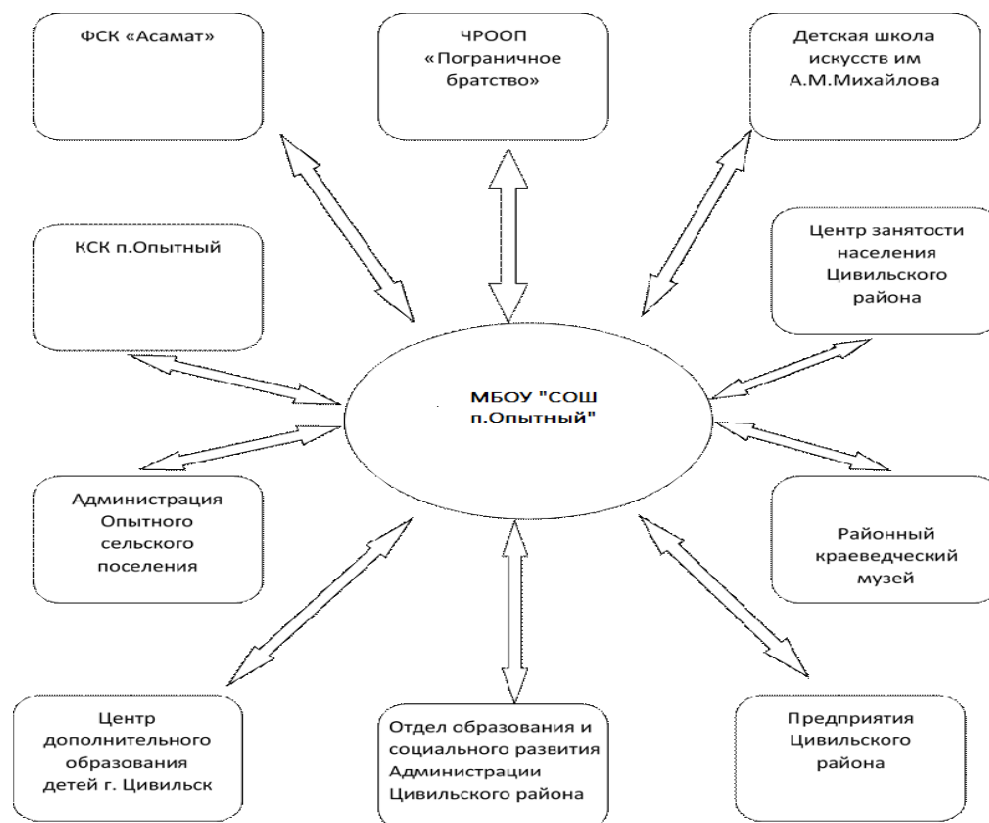 ФСК «Асамат»
ЧРООП
«Пограничное
братство»
Детская школа
искусств им
А.М.Михайлова
КСК п.Опытный
Центр занятости
населения
Цивильского
района
МБОУ "СОШ
п.Опытный"
Администрация
Опытного
сельского
поселения
Районный
краеведческий
музей
Центр
дополнительного
образования
детей г. Цивильск
Отдел образования и
социального развития
Администрации
Цивильского района
Предприятия
Цивильского
района